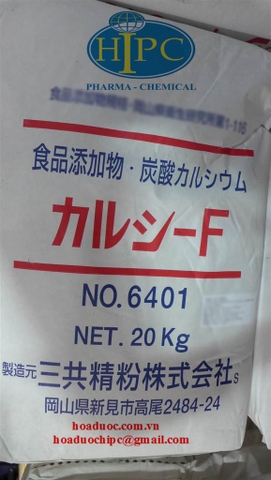 HIPC
PHARMA - CHEMICAL
食品添加物・炭酸カルシウム
カルシーF
NO.6401
NET.20Kg
製造元 三共精粉株式会社s
岡山県新見市高尾2484-24
hoaduoc.com.vn
hoaduochipc@gmail.com